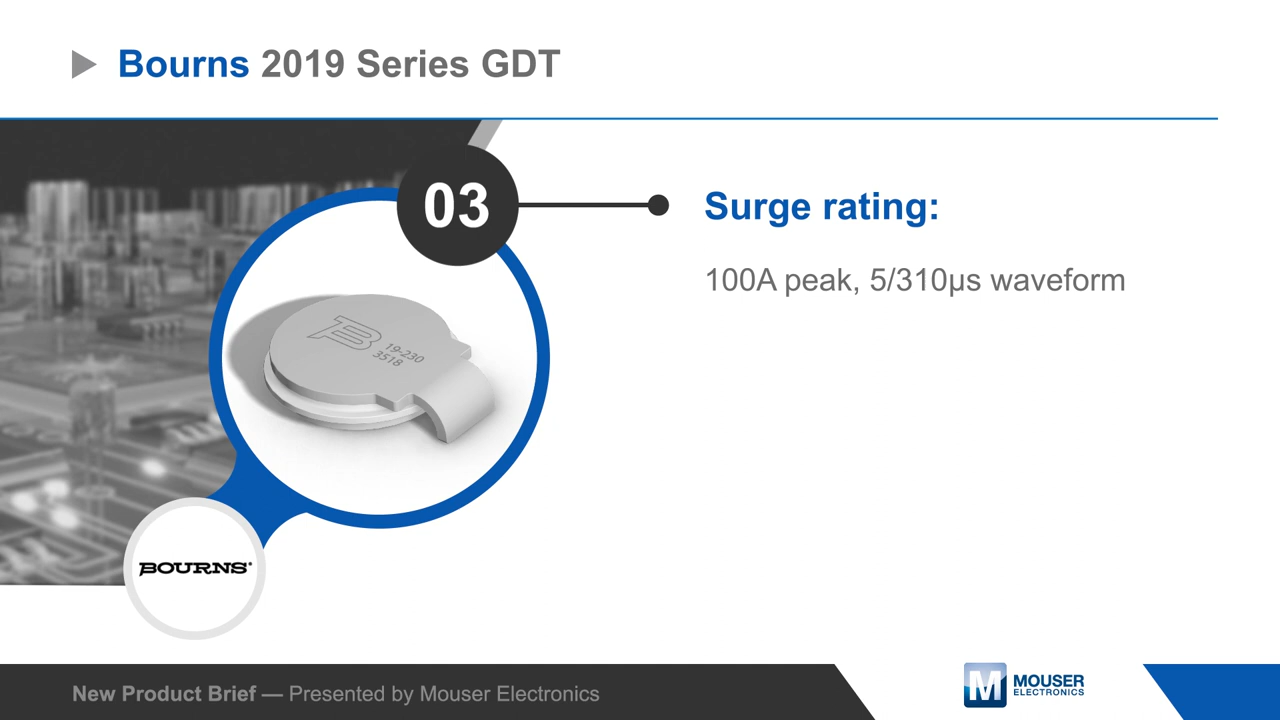 Bourns 2019 Series GDT
03
Surge rating:
100A peak, 5/310µs waveform
B
19-230
3518
BOURNS®
New Product Brief — Presented by Mouser Electronics
M
MOUSER
ELECTRONICS